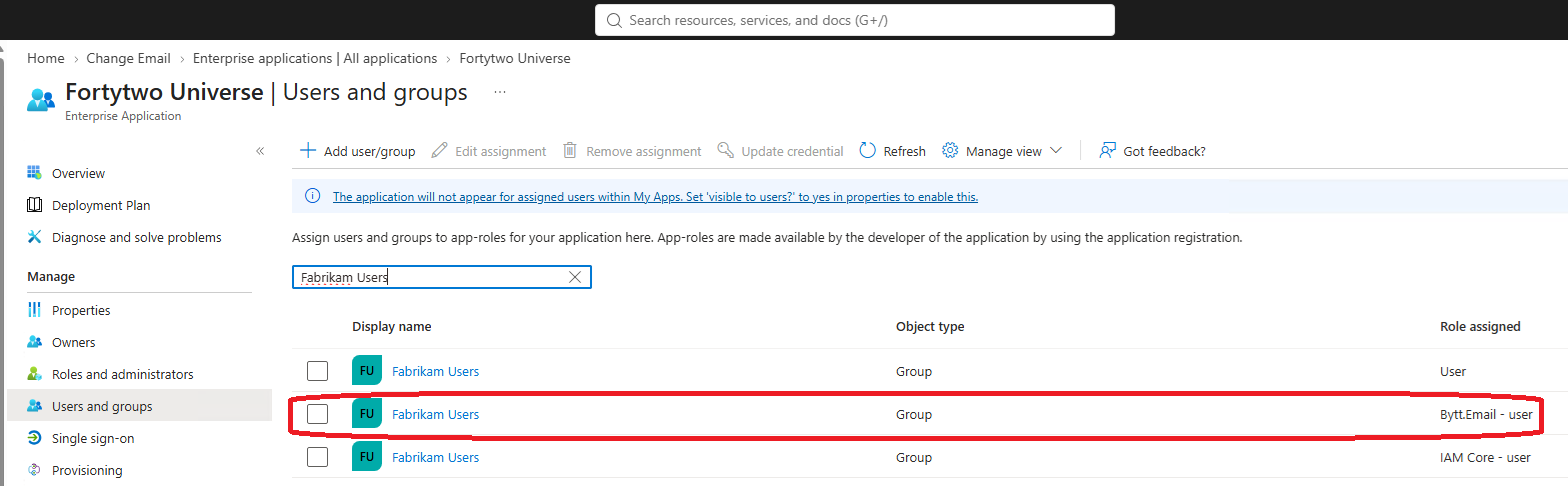 Search resources, services, and docs (G+/)
Home > Change Email > Enterprise applications | All applications > Fortytwo Universe
Fortytwo Universe | Users and groups ...
Enterprise Application
«
Add user/group Edit assignment Remove assignment Update credential Refresh Manage view Got feedback?
The application will not appear for assigned users within My Apps. Set 'visible to users?' to yes in properties to enable this.
Assign users and groups to app-roles for your application here. App-roles are made available by the developer of the application by using the application registration.
Fabrikam Users
Overview
Deployment Plan
Diagnose and solve problems
Manage
Properties
Owners
Roles and administrators
Users and groups
Single sign-on
Provisioning
Display name Object type Role assigned
FU Fabrikam Users Group User
FU Fabrikam Users Group Bytt.Email - user
FU Fabrikam Users Group IAM Core - user